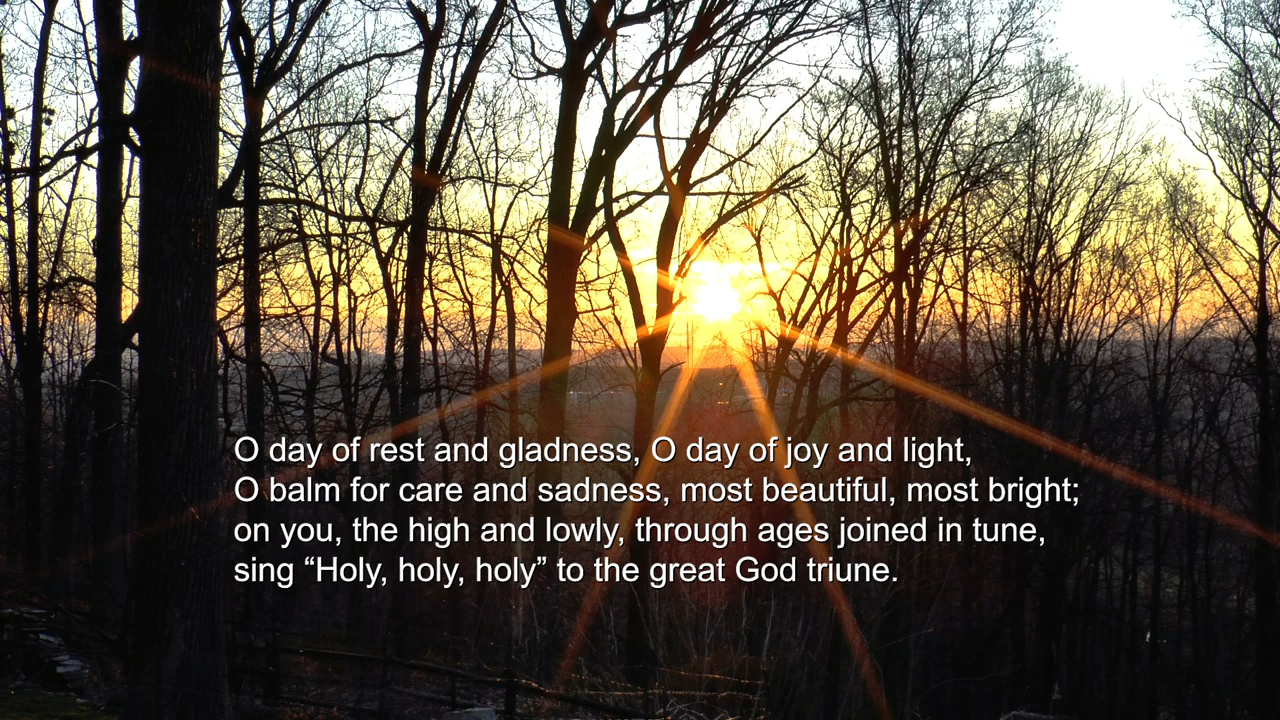 O day of rest and gladness, O day of joy and light,
O balm for care and sadness, most beautiful, most bright;
on you, the high and lowly, through ages joined in tune,
sing “Holy, holy, holy” to the great God triune.